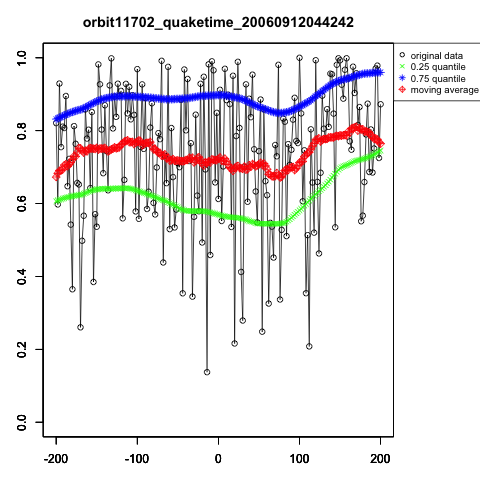 orbit11702_quaketime_20060912044242
original data
0.25 quantile
0.75 quantile
moving average
1.0
0.8
0.6
0.4
0.2
0.0
-200 -100 0 100 200